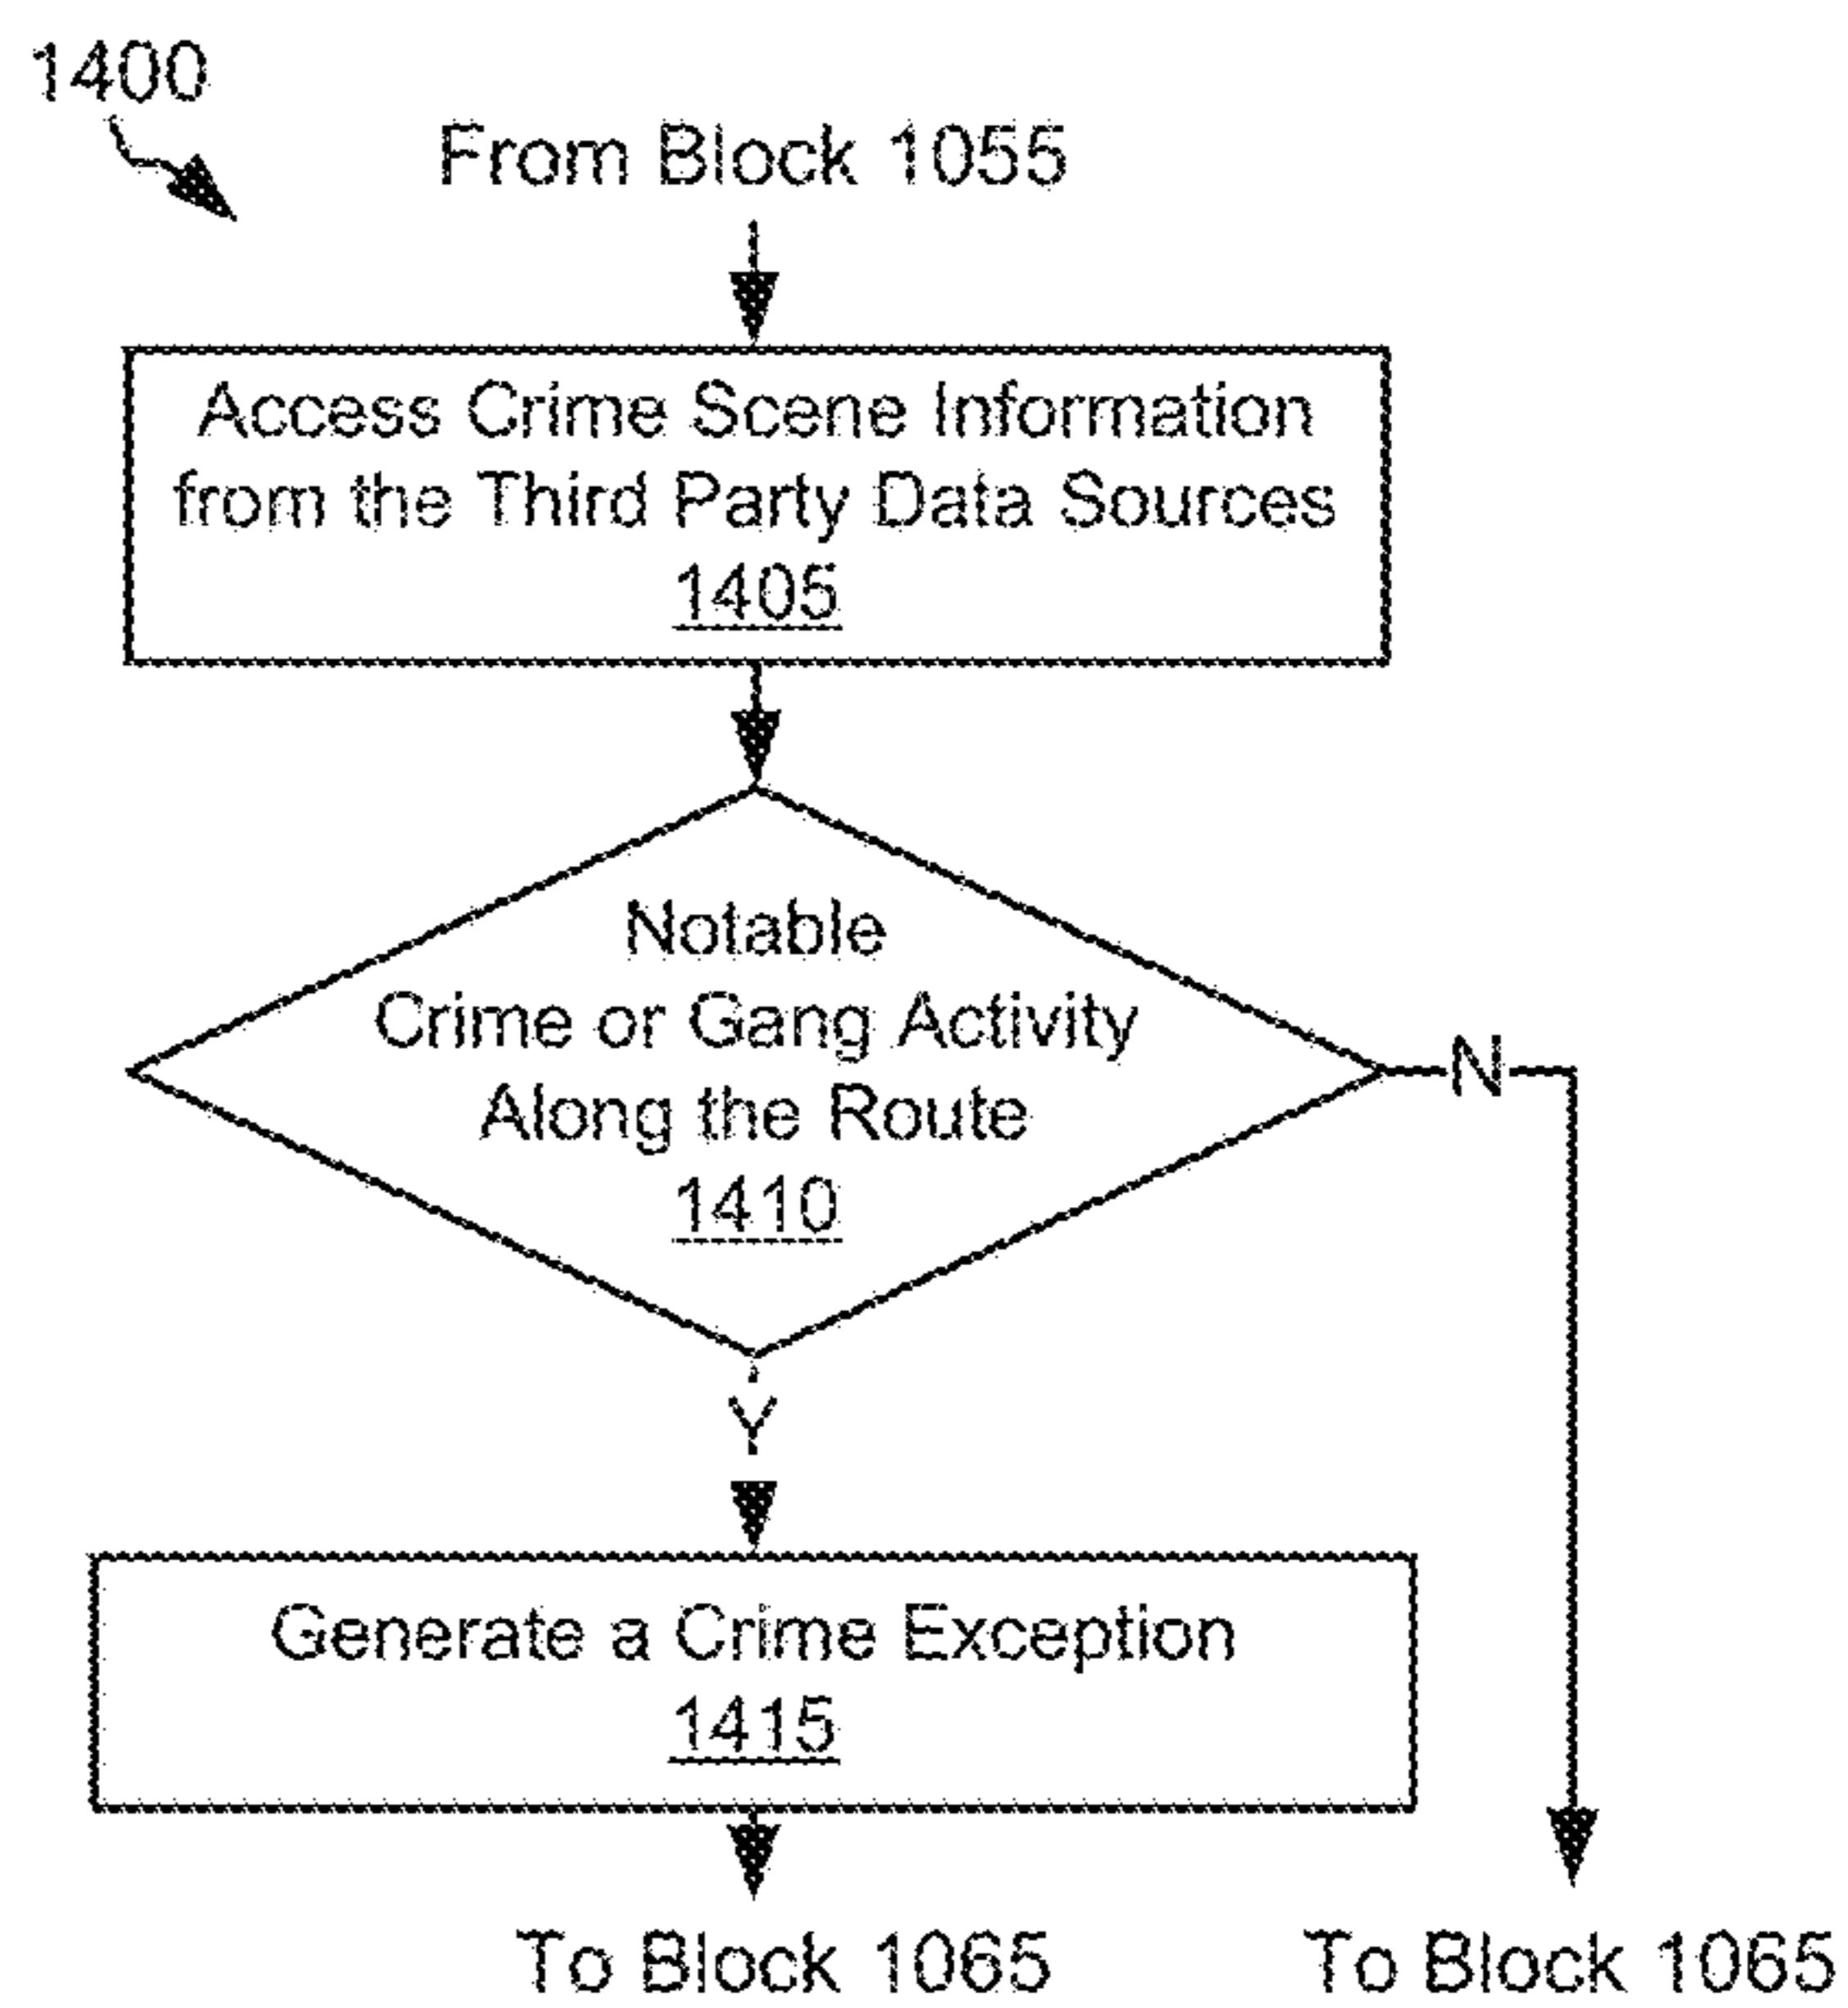 1400
From Block 1055
Access Crime Scene Information
from the Third Party Data Sources
1405
Notable
Crime or Gang Activity
Along the Route
1410
N
Y
Generate a Crime Exception
1415
To Block 1065
To Block 1065